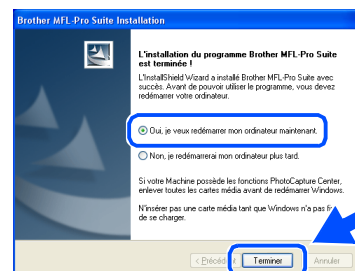 Brother MFL-Pro Suite Installation
L'installation du programme Brother MFL-Pro Suite
est terminée !
L'InstallShield Wizard a installé Brother MFL-Pro Suite avec
succès. Avant de pouvoir utiliser le programme, vous devez
redémarrer votre ordinateur.
Oui, je veux redémarrer mon ordinateur maintenant.
Non, je redémarrerai mon ordinateur plus tard.
Si votre Machine possède les fonctions PhotoCapture Center,
enlever toutes les cartes média avant de redémarrer Windows.
N'insérer pas une carte média tant que Windows n'a pas
de se charger.
< Précédent Terminer Annuler